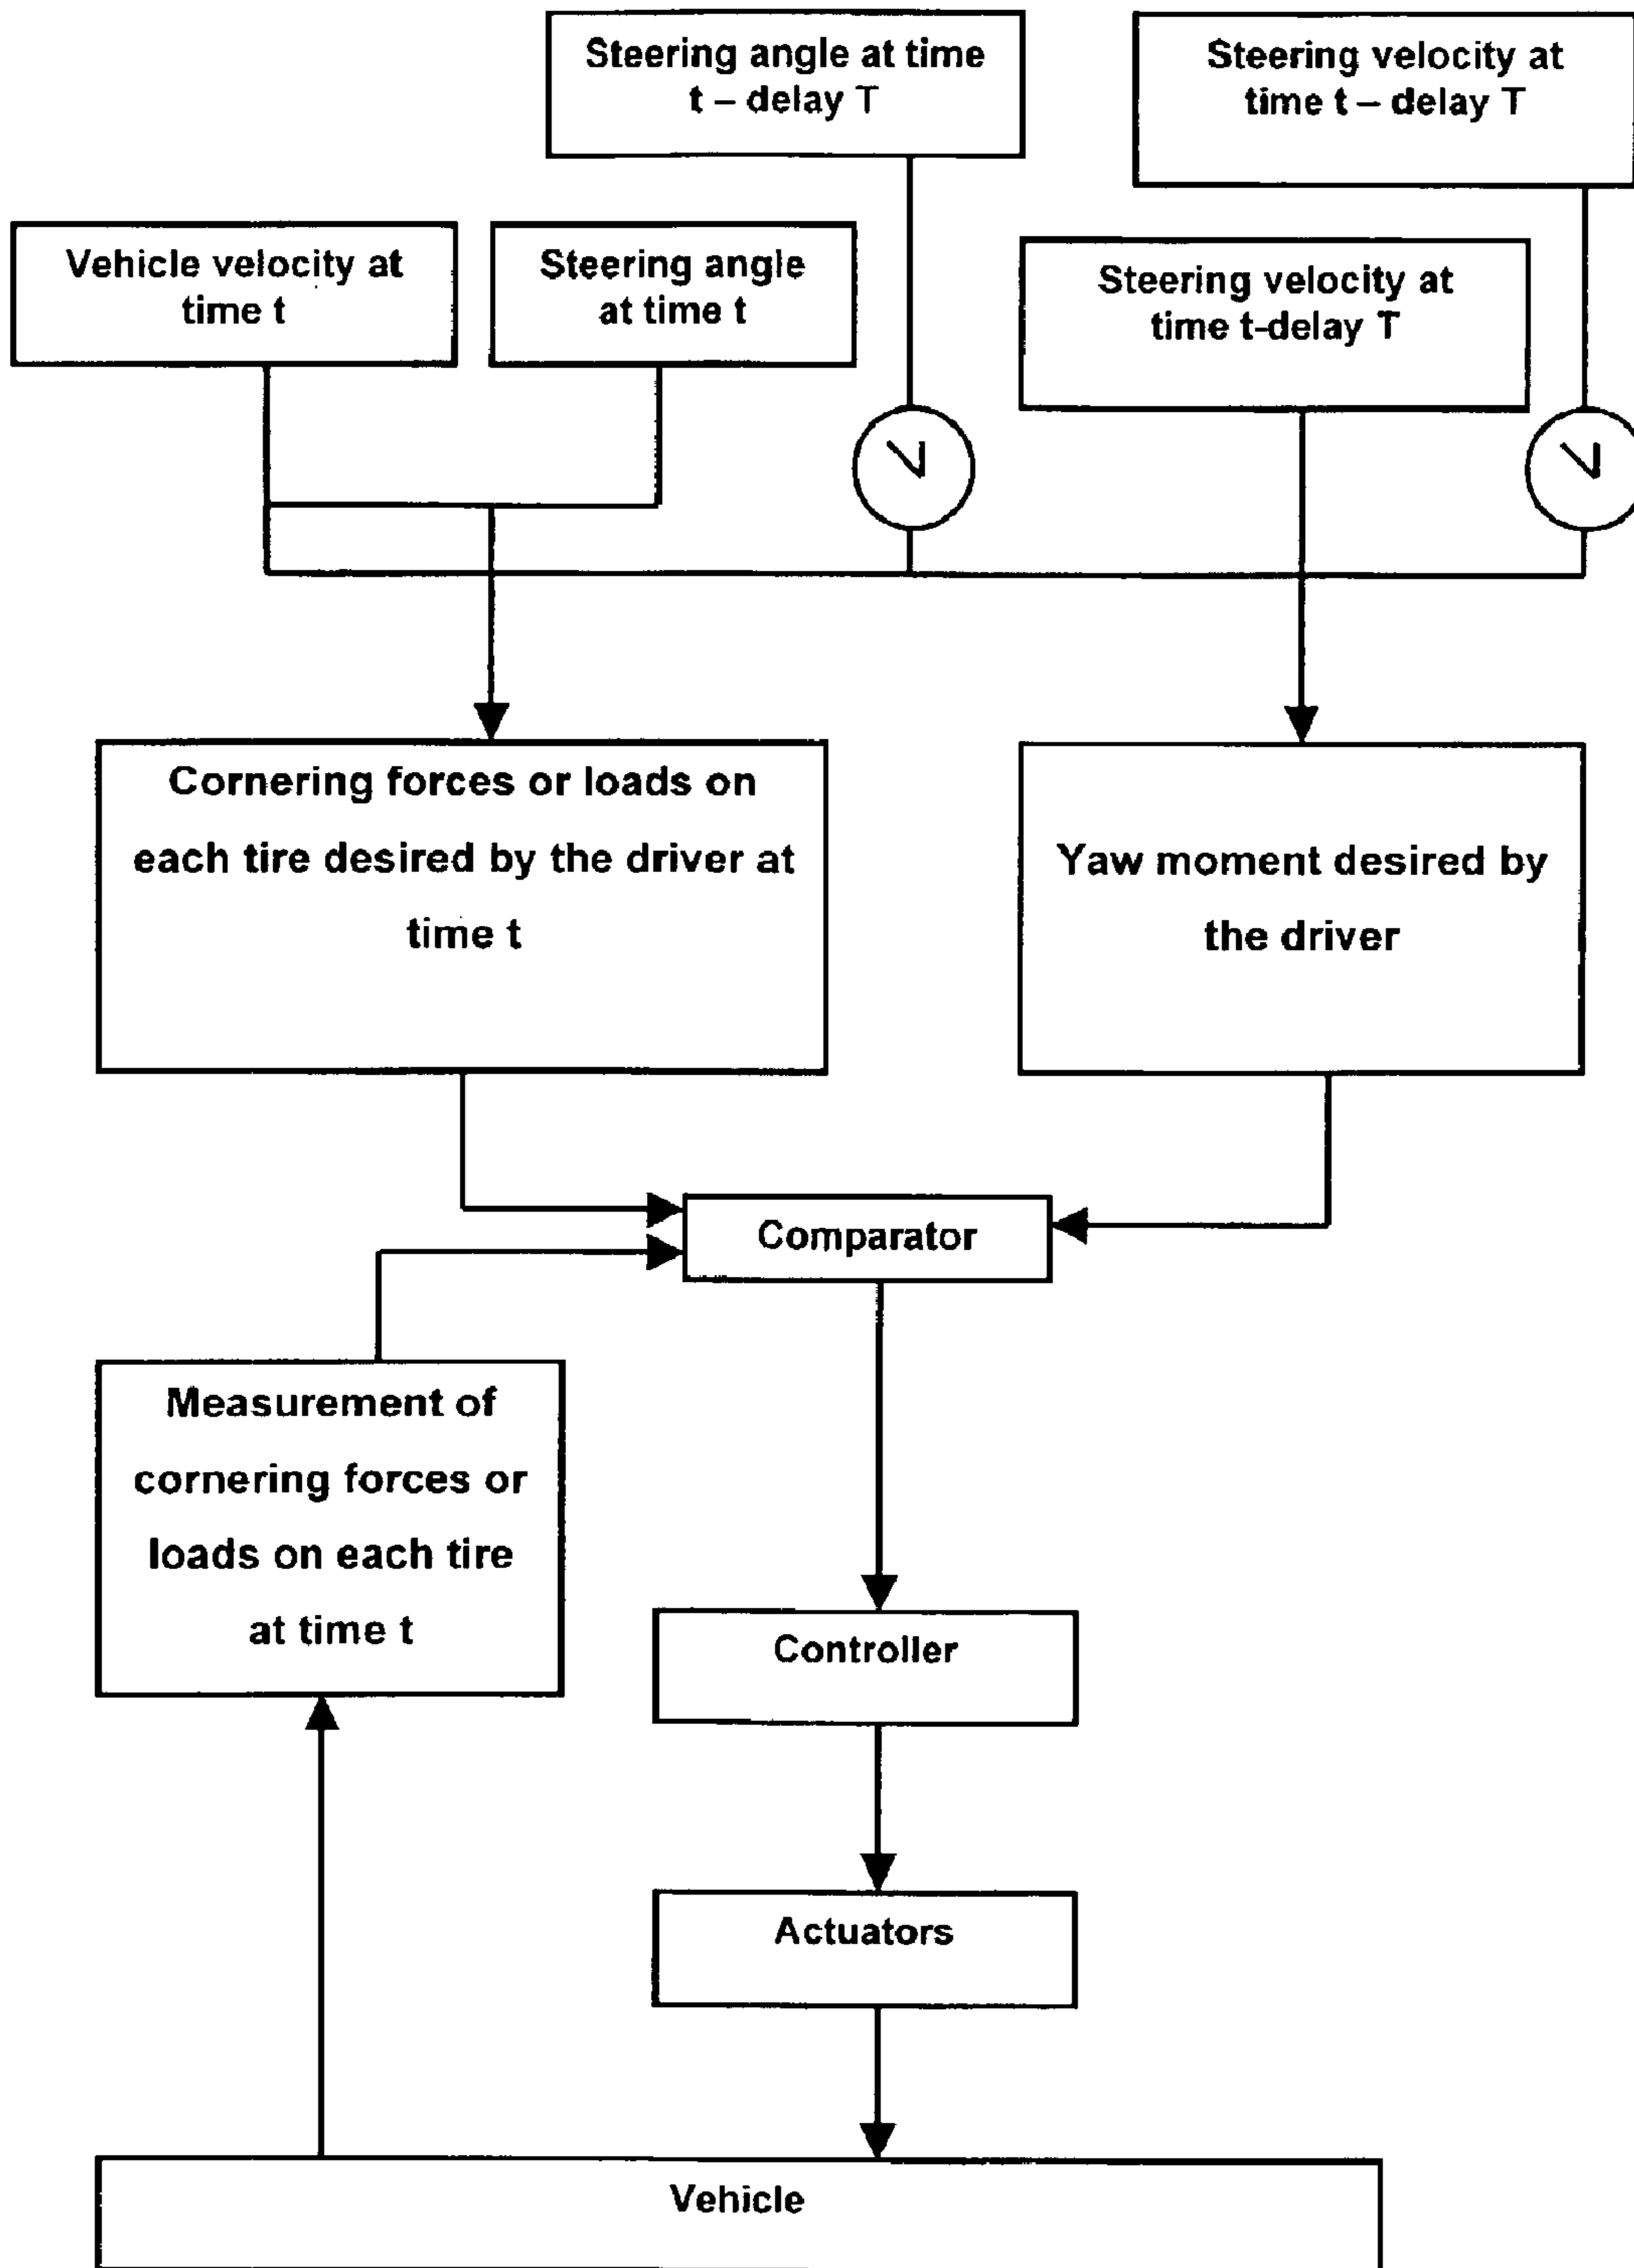 Steering angle at time
t – delay T
Steering velocity at
time t – delay T
Vehicle velocity at
time t
Steering angle
at time t
Steering velocity at
time t-delay T
Cornering forces or loads on
each tire desired by the driver at
time t
Yaw moment desired by
the driver
Comparator
Measurement of
cornering forces or
loads on each tire
at time t
Controller
Actuators
Vehicle